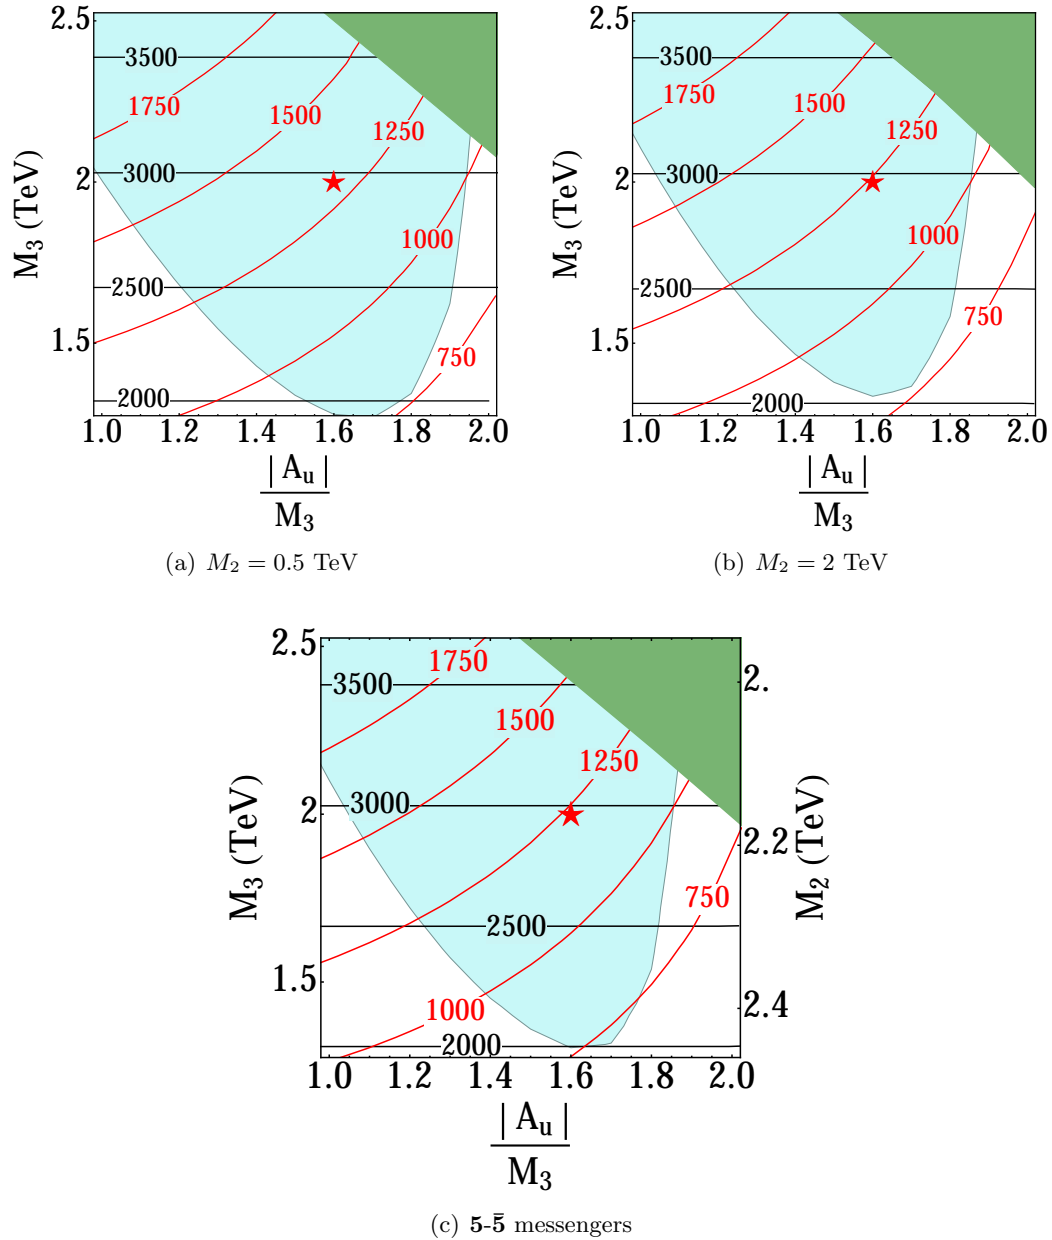 2.5
2
1.5
M3 (TeV)
3500
3000
2500
2000
1750
1500
1250
1000
750
1.0 1.2 1.4 1.6 1.8 2.0
|Au|
M3
(a) M2 = 0.5 TeV
2.5
2
1.5
M3 (TeV)
3500
3000
2500
2000
1750
1500
1250
1000
750
1.0 1.2 1.4 1.6 1.8 2.0
|Au|
M3
(b) M2 = 2 TeV
2.5
2
1.5
M3 (TeV)
1750
3500
1500
1250
3000
750
2500
1000
2000
2.
2.2
2.4
M2 (TeV)
1.0 1.2 1.4 1.6 1.8 2.0
|Au|
M3
(c) 5-5̄ messengers